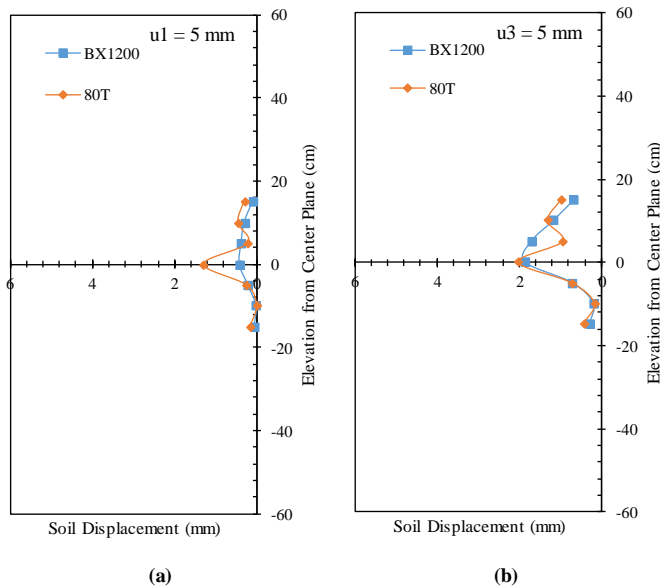 u1 = 5 mm
BX1200
80T
60
40
20
0
-20
-40
-60
6
4
2
0
Elevation from Center Plane (cm)
Soil Displacement (mm)
(a)
u3 = 5 mm
BX1200
80T
60
40
20
0
-20
-40
-60
6
4
2
0
Elevation from Center Plane (cm)
Soil Displacement (mm)
(b)